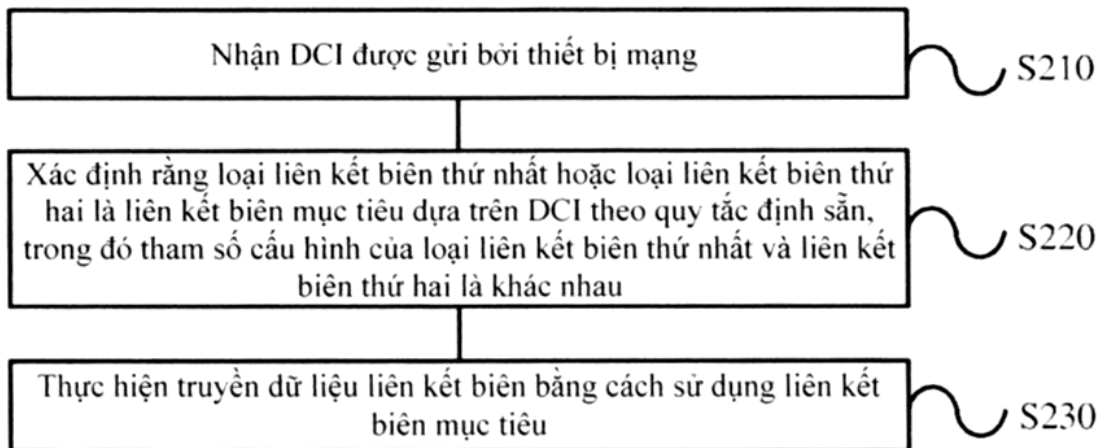 Nhận DCI được gửi bởi thiết bị mạng
S210
Xác định rằng loại liên kết biên thứ nhất hoặc loại liên kết biên thứ
hai là liên kết biên mục tiêu dựa trên DCI theo quy tắc định sẵn,
trong đó tham số cấu hình của loại liên kết biên thứ nhất và liên kết
biên thứ hai là khác nhau
S220
Thực hiện truyền dữ liệu liên kết biên bằng cách sử dụng liên kết
biên mục tiêu
S230